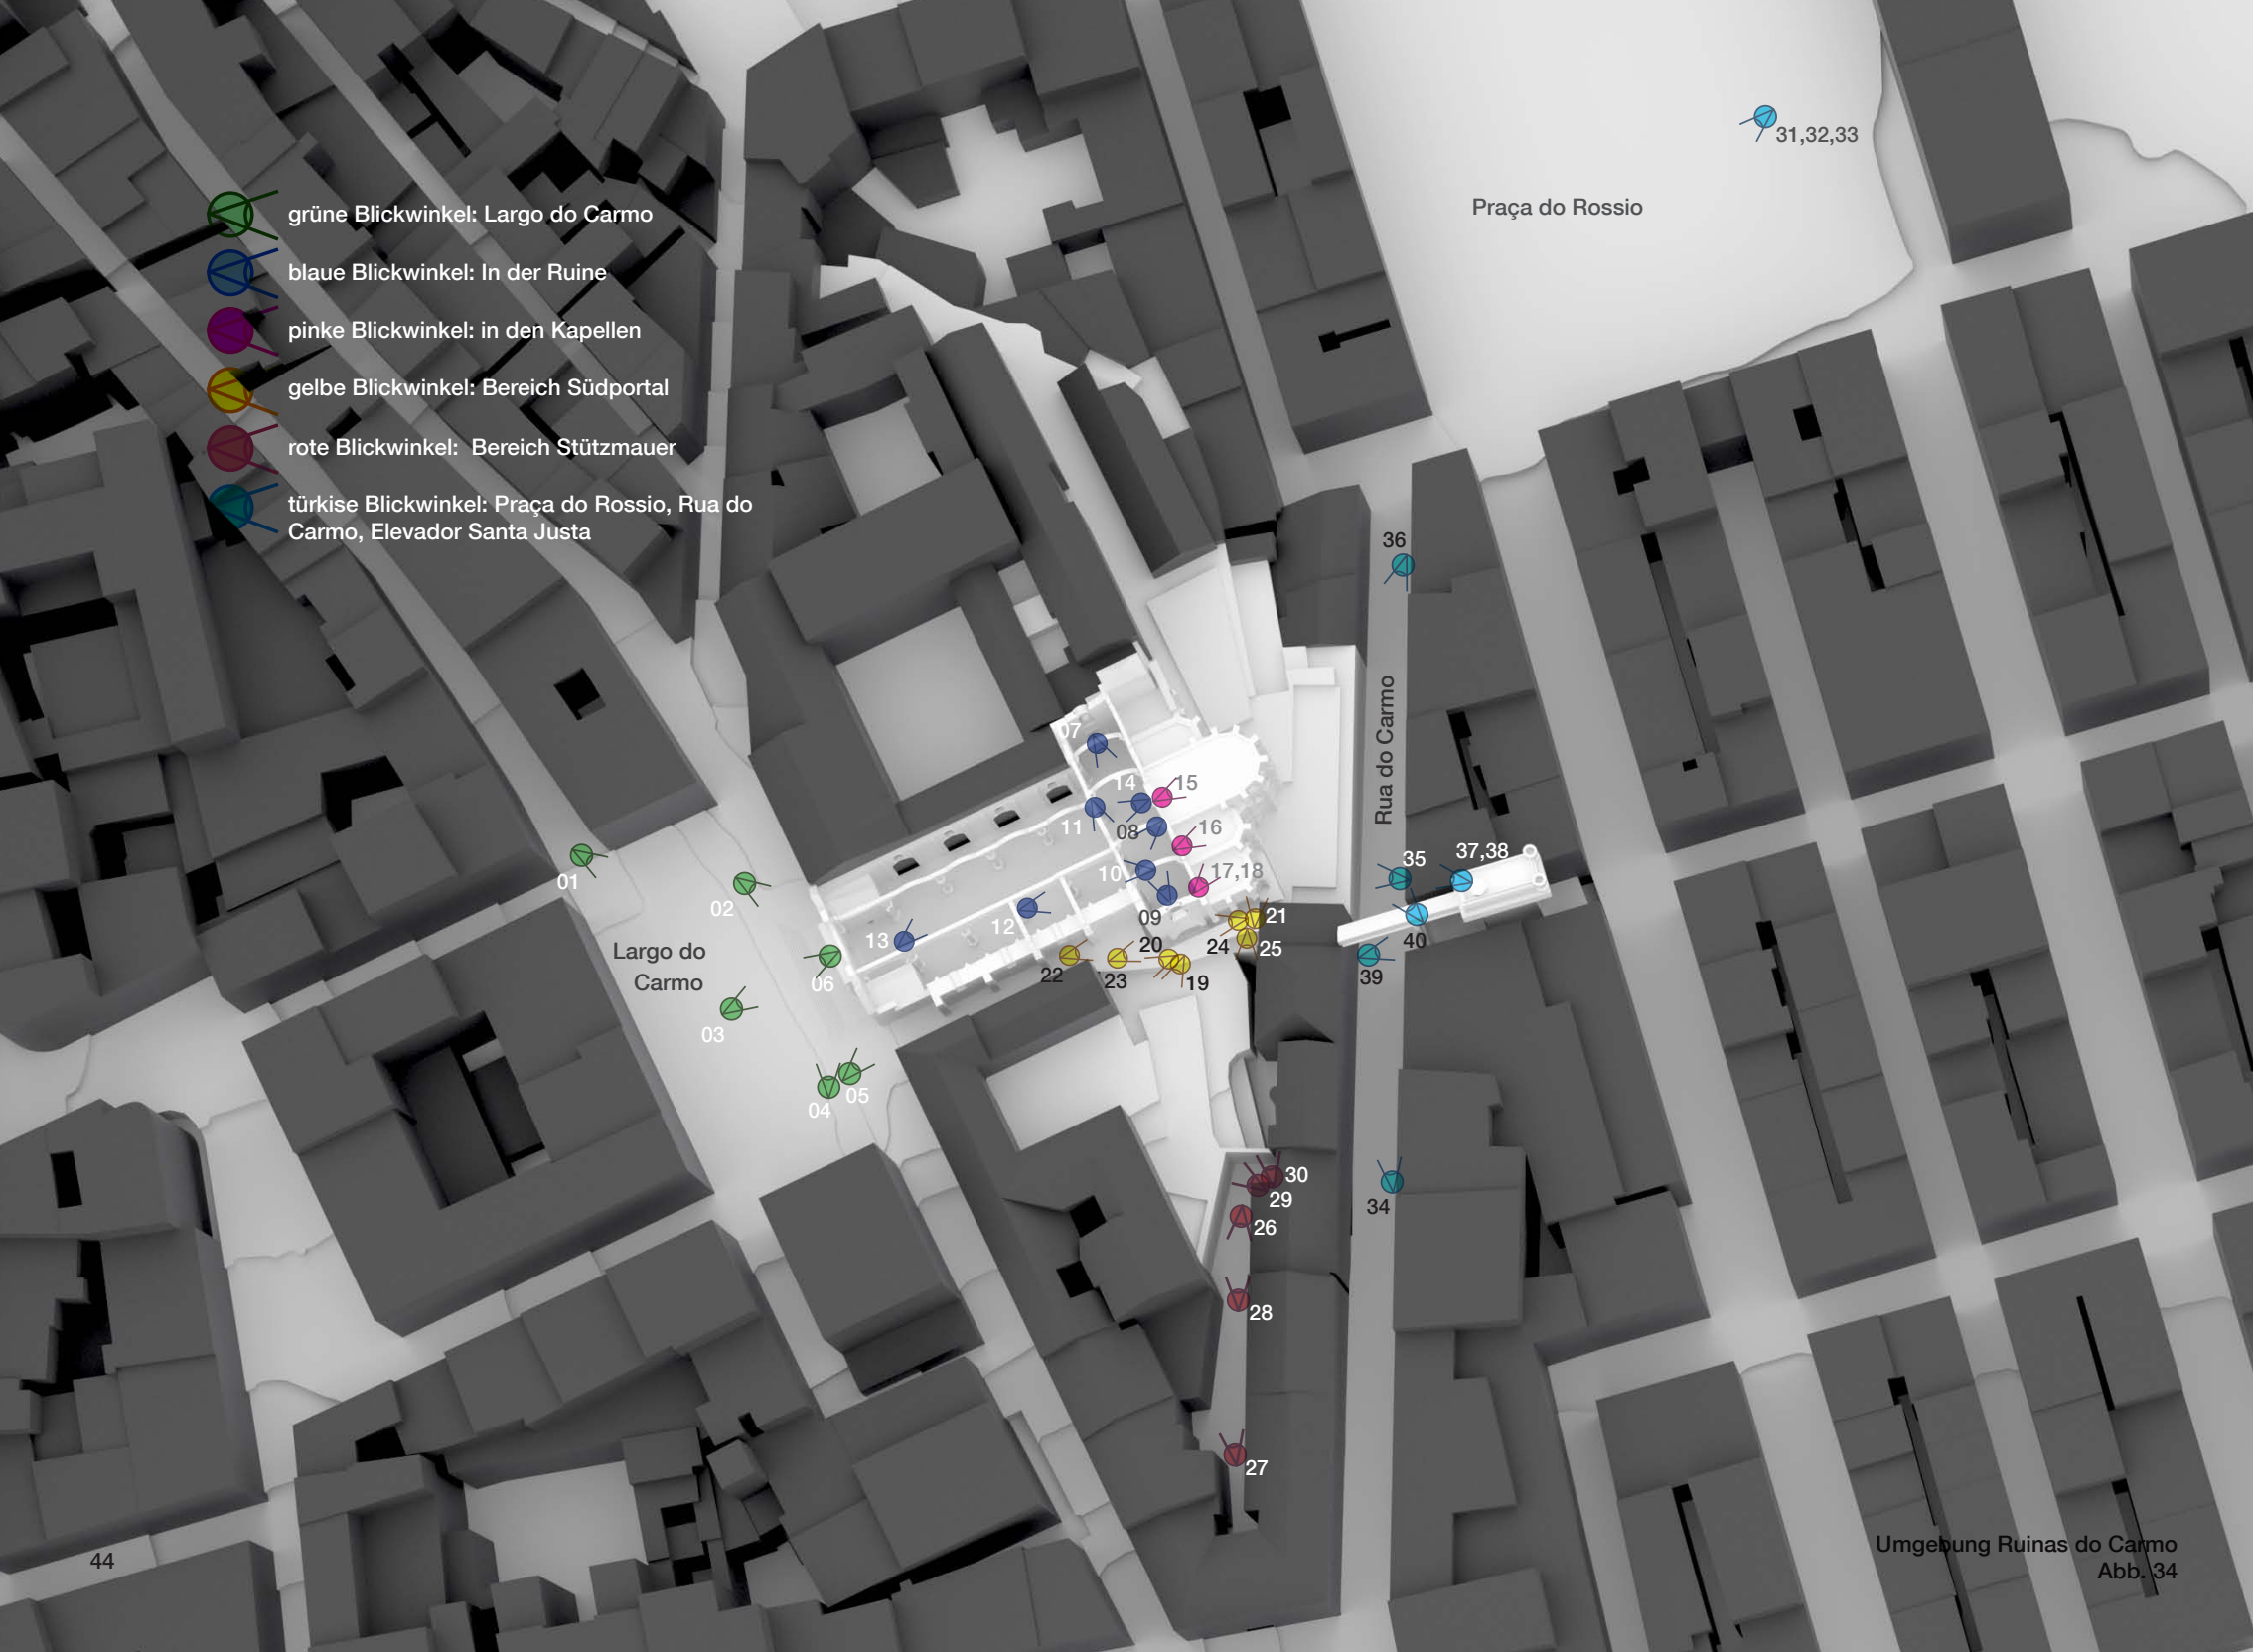 31,32,33
Praça do Rossio
grüne Blickwinkel: Largo do Carmo
blaue Blickwinkel: In der Ruine
pinke Blickwinkel: in den Kapellen
gelbe Blickwinkel: Bereich Südportal
rote Blickwinkel:  Bereich Stützmauer
türkise Blickwinkel: Praça do Rossio, Rua do
Carmo, Elevador Santa Justa
36
Rua do Carmo
07
14
15
11
08
16
10
17,18
35
37,38
01
02
09
21
12
13
20
24
25
40
Largo do
Carmo
06
22
23
19
39
03
05
04
30
29
34
26
28
27
Umgebung Ruinas do Carmo
Abb. 34
44